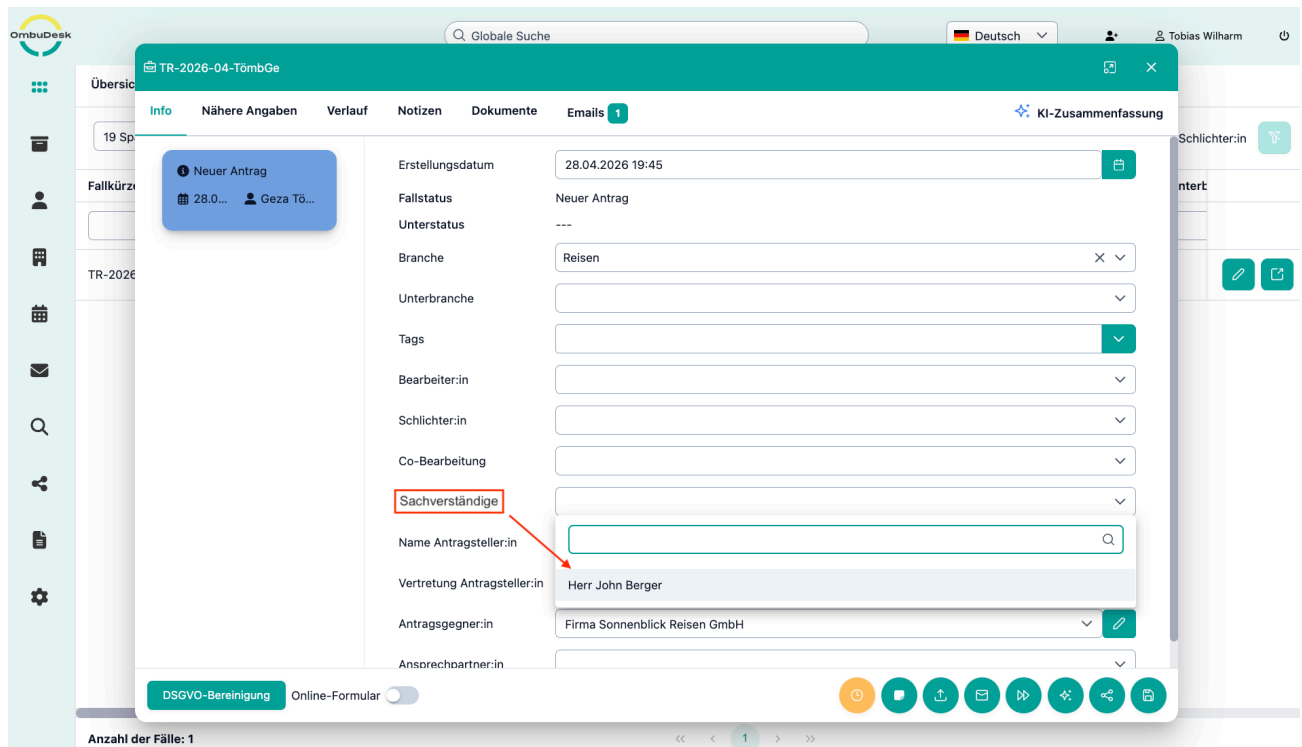 OmbuDesk
Globale Suche
Deutsch
Tobias Wilharm
TR-2026-04-TömbGe
Übersic
Info Nähere Angaben Verlauf Notizen Dokumente Emails 1 KI-Zusammenfassung
19 Sp
Schlichter:in
Neuer Antrag
28.0... Geza Tö...
Fallkürze
nterb
TR-2026
Erstellungsdatum 28.04.2026 19:45
Fallstatus Neuer Antrag
Unterstatus ---
Branche Reisen
Unterbranche
Tags
Bearbeiter:in
Schlichter:in
Co-Bearbeitung
Sachverständige
Name Antragsteller:in
Vertretung Antragsteller:in Herr John Berger
Antragsgegner:in Firma Sonnenblick Reisen GmbH
Ansprechpartner:in
DSGVO-Bereinigung Online-Formular
Anzahl der Fälle: 1
<< < 1 > >>